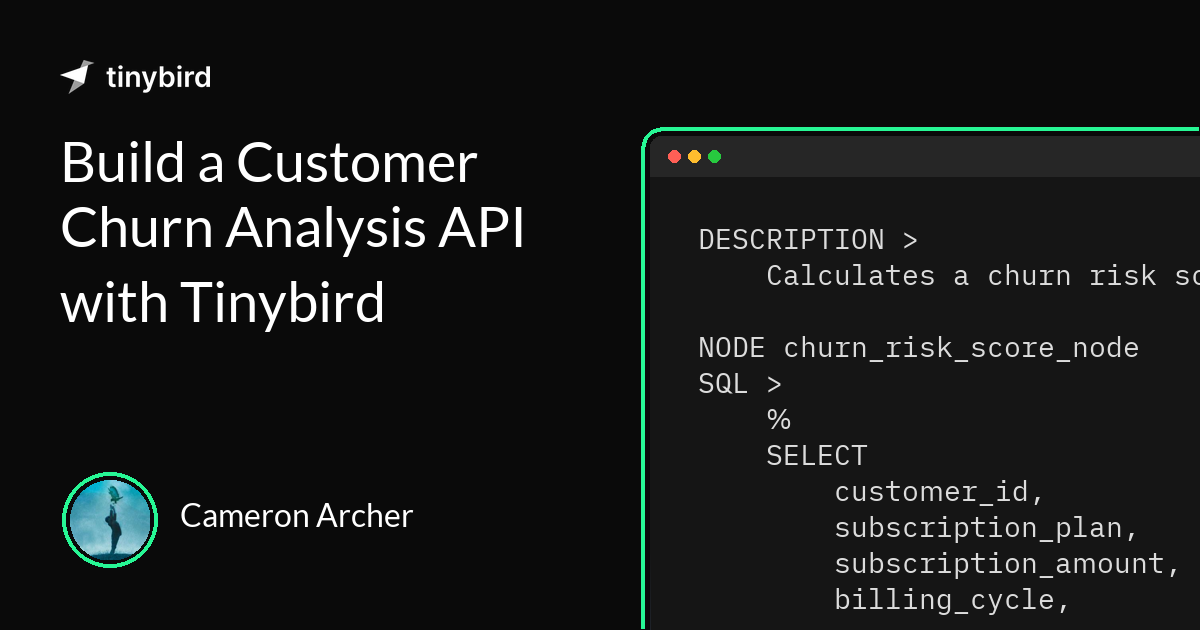 tinybird
Build a Customer
Churn Analysis API
with Tinybird
Cameron Archer
DESCRIPTION >
Calculates a churn risk
NODE churn_risk_score_node
SQL >
%
SELECT
customer_id,
subscription_plan,
subscription_amount,
billing_cycle,